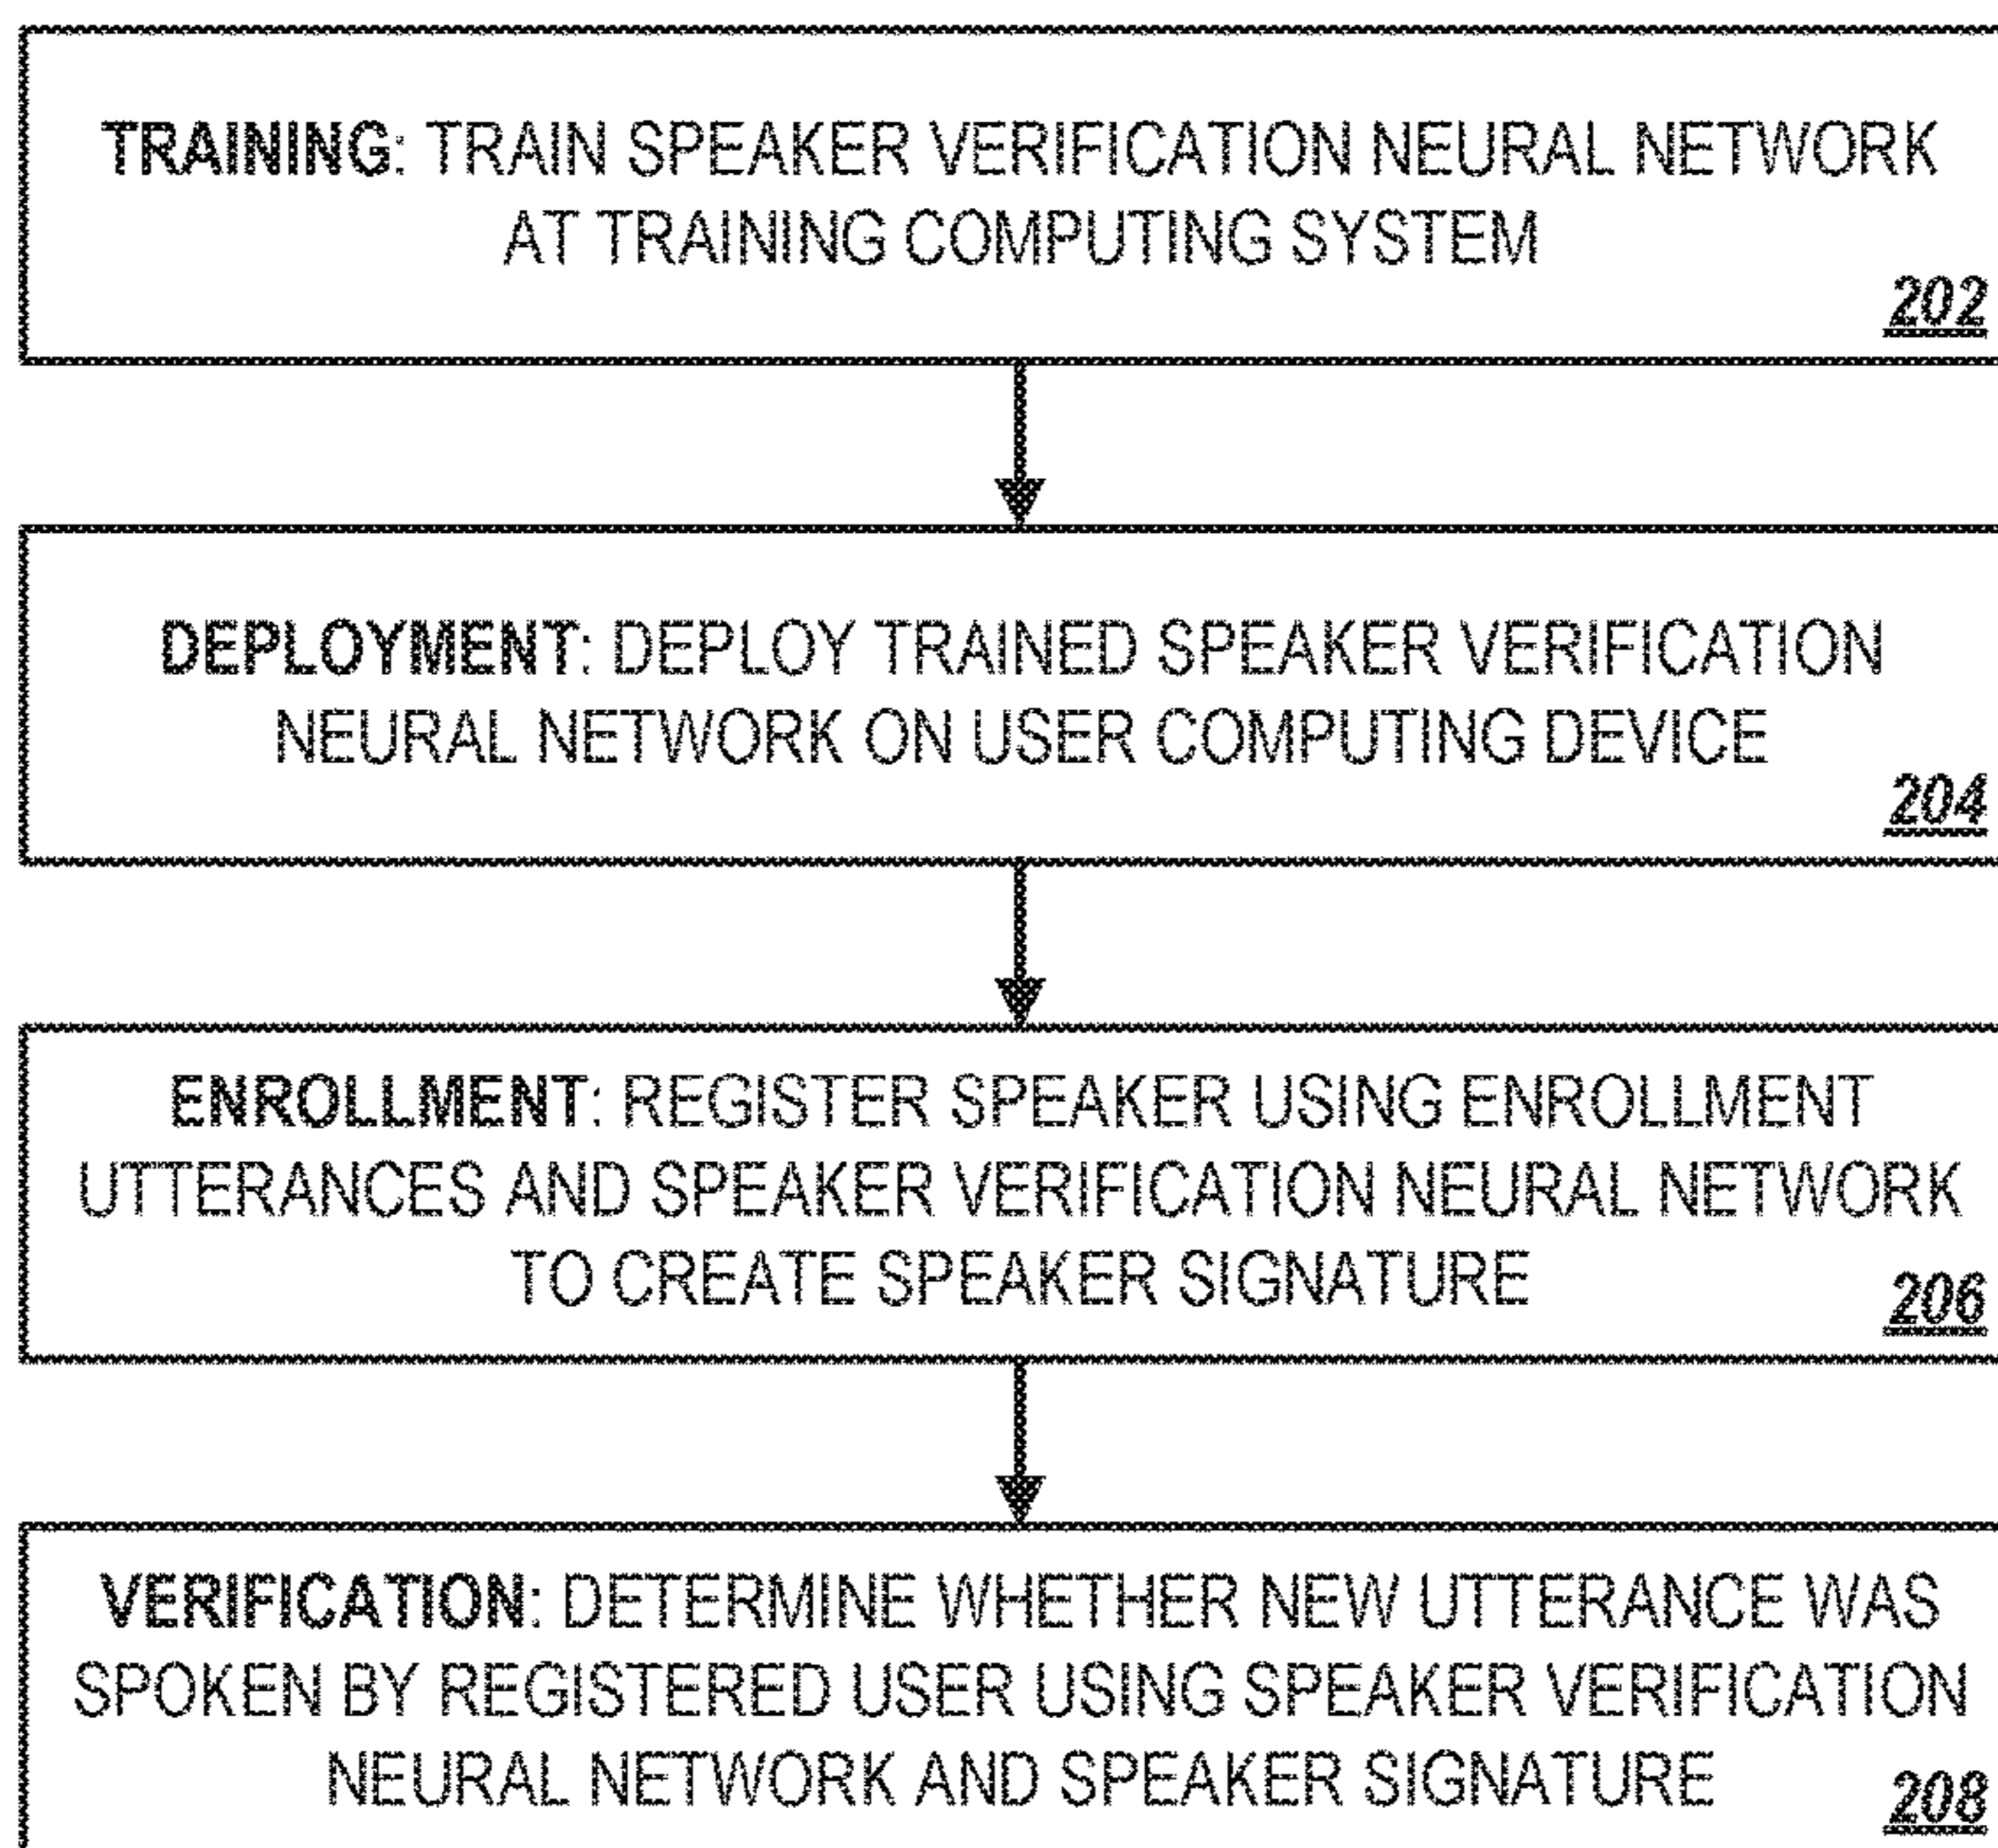 TRAINING: TRAIN SPEAKER VERIFICATION NEURAL NETWORK
AT TRAINING COMPUTING SYSTEM
202
DEPLOYMENT: DEPLOY TRAINED SPEAKER VERIFICATION
NEURAL NETWORK ON USER COMPUTING DEVICE
204
ENROLLMENT: REGISTER SPEAKER USING ENROLLMENT
UTTERANCES AND SPEAKER VERIFICATION NEURAL NETWORK
TO CREATE SPEAKER SIGNATURE
206
VERIFICATION: DETERMINE WHETHER NEW UTTERANCE WAS
SPOKEN BY REGISTERED USER USING SPEAKER VERIFICATION
NEURAL NETWORK AND SPEAKER SIGNATURE
208